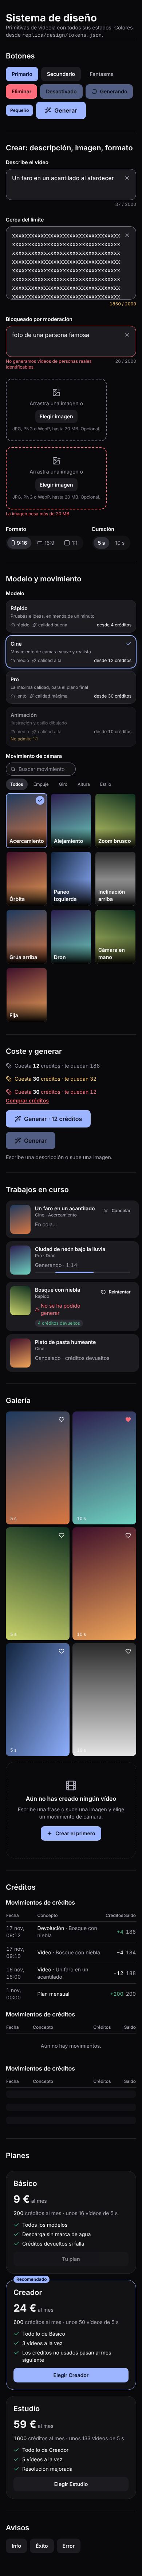 Sistema de diseño
Primitivas de videoia con todos sus estados. Colores
desde replica/design/tokens.json.
Botones
Primario
Secundario
Fantasma
Eliminar
Desactivado
Generando
Pequeño
Generar
Crear: descripción, imagen, formato
Describe el vídeo
Un faro en un acantilado al atardecer
37 / 2000
Cerca del límite
1850 / 2000
Bloqueado por moderación
foto de una persona famosa
No generamos vídeos de personas reales
identificables.
26 / 2000
Arrastra una imagen o
Elegir imagen
JPG, PNG o WebP, hasta 20 MB. Opcional.
Arrastra una imagen o
Elegir imagen
JPG, PNG o WebP, hasta 20 MB. Opcional.
La imagen pesa más de 20 MB.
Formato
Duración
9:16
16:9
1:1
5 s
10 s
Modelo y movimiento
Modelo
Rápido
Pruebas e ideas, en menos de un minuto
rápido
calidad buena
desde 4 créditos
Cine
Movimiento de cámara suave y realista
medio
calidad alta
desde 12 créditos
Pro
La máxima calidad, para el plano final
lento
calidad máxima
desde 30 créditos
Animación
Ilustración y estilo dibujado
medio
calidad alta
desde 10 créditos
No admite 1:1
Movimiento de cámara
Buscar movimiento
Todos
Empuje
Giro
Altura
Estilo
Acercamiento
Alejamiento
Zoom brusco
Órbita
Paneo
izquierda
Inclinación
arriba
Grúa arriba
Dron
Cámara en
mano
Fija
Coste y generar
Cuesta 12 créditos · te quedan 188
Cuesta 30 créditos · te quedan 32
Cuesta 30 créditos · te quedan 12
Comprar créditos
Generar · 12 créditos
Generar
Escribe una descripción o sube una imagen.
Trabajos en curso
Un faro en un acantilado
Cine · Acercamiento
Cancelar
En cola…
Ciudad de neón bajo la lluvia
Pro · Dron
Generando · 1:14
Bosque con niebla
Rápido
Reintentar
No se ha podido
generar
4 créditos devueltos
Plato de pasta humeante
Cine
Cancelado · créditos devueltos
Galería
5 s
10 s
10 s
5 s
Aún no has creado ningún vídeo
Escribe una frase o sube una imagen y elige
un movimiento de cámara.
Crear el primero
Créditos
Movimientos de créditos
Fecha
Concepto
Créditos
Saldo
17 nov,
09:12
Devolución · Bosque con
niebla
+4
188
17 nov,
09:10
Vídeo · Bosque con niebla
−4
184
16 nov,
18:00
Vídeo · Un faro en un
acantilado
−12
188
1 nov,
00:00
Plan mensual
+200
200
Movimientos de créditos
Fecha
Concepto
Créditos
Saldo
Aún no hay movimientos.
Movimientos de créditos
Fecha
Concepto
Créditos
Saldo
Planes
Básico
9 € al mes
200 créditos al mes · unos 16 vídeos de 5 s
Todos los modelos
Descarga sin marca de agua
Créditos devueltos si falla
Tu plan
Recomendado
Creador
24 € al mes
600 créditos al mes · unos 50 vídeos de 5 s
Todo lo de Básico
3 vídeos a la vez
Los créditos no usados pasan al mes
siguiente
Elegir Creador
Estudio
59 € al mes
1600 créditos al mes · unos 133 vídeos de 5 s
Todo lo de Creador
5 vídeos a la vez
Resolución mejorada
Elegir Estudio
Avisos
Info
Éxito
Error